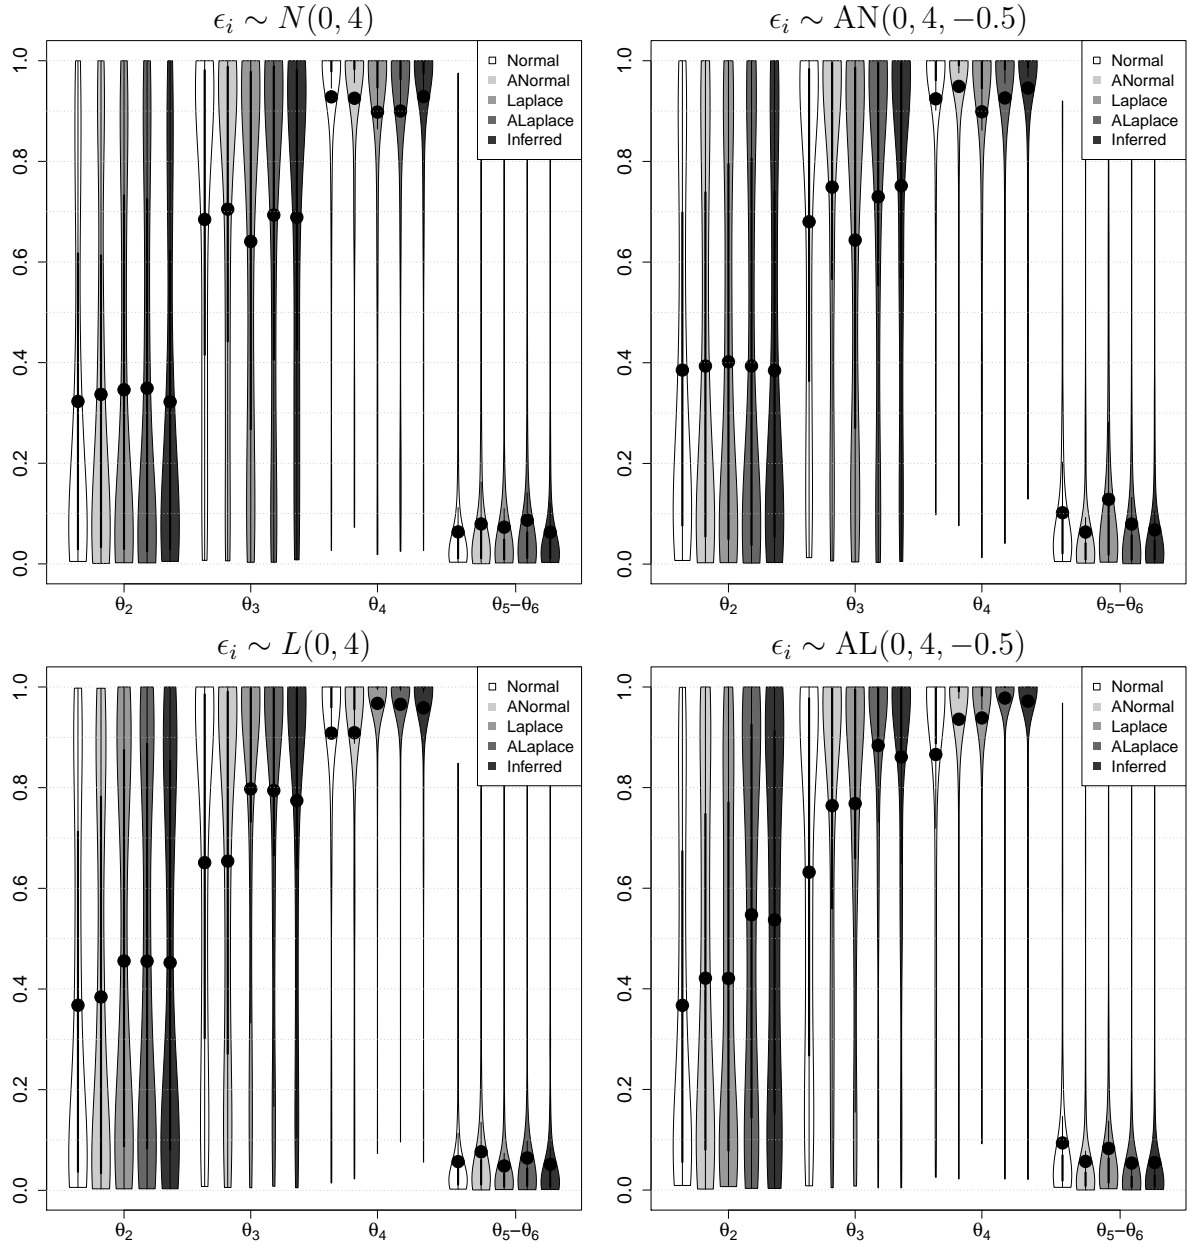 ϵᵢ ∼ N(0, 4)
1.0
0.8
0.6
0.4
0.2
0.0
Normal
ANormal
Laplace
ALaplace
Inferred
θ₂ θ₃ θ₄ θ₅−θ₆
ϵᵢ ∼ AN(0, 4, −0.5)
1.0
0.8
0.6
0.4
0.2
0.0
Normal
ANormal
Laplace
ALaplace
Inferred
θ₂ θ₃ θ₄ θ₅−θ₆
ϵᵢ ∼ L(0, 4)
1.0
0.8
0.6
0.4
0.2
0.0
Normal
ANormal
Laplace
ALaplace
Inferred
θ₂ θ₃ θ₄ θ₅−θ₆
ϵᵢ ∼ AL(0, 4, −0.5)
1.0
0.8
0.6
0.4
0.2
0.0
Normal
ANormal
Laplace
ALaplace
Inferred
θ₂ θ₃ θ₄ θ₅−θ₆